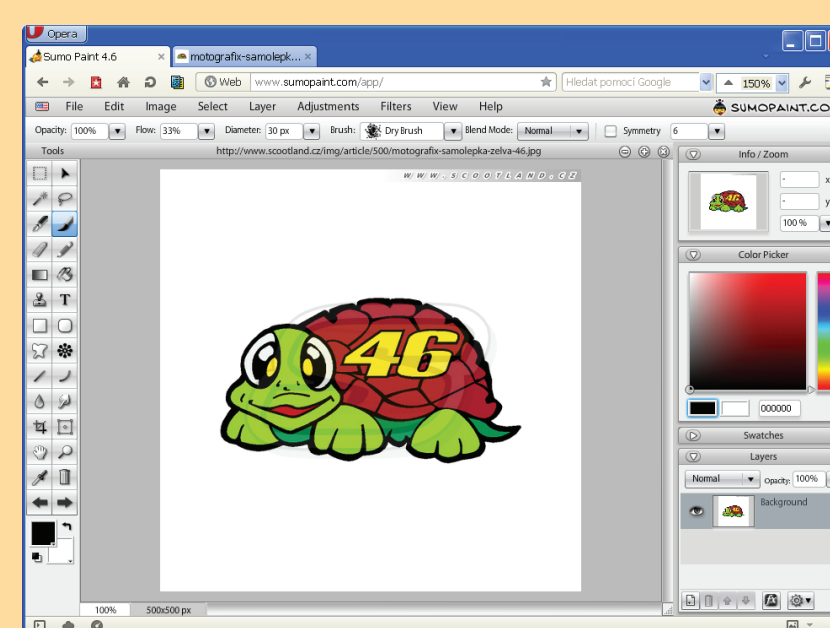 Opera
Sumo Paint 4.6 × motografix-samolepk... ×
Web www.sumopaint.com/app/ Hledat pomocí Google 150%
File Edit Image Select Layer Adjustments Filters View Help SUMOPAINT.CO
Opacity: 100% Flow: 33% Diameter: 30 px Brush: Dry Brush Blend Mode: Normal Symmetry 6
Tools http://www.scootland.cz/img/article/500/motografix-samolepka-zelva-46.jpg Info / Zoom
WWW.SCOOTLAND.CZ
- x
- y
100 %
Color Picker
T
46
000000
Swatches
Layers
Normal Opacity: 100%
Background
100% 500x500 px